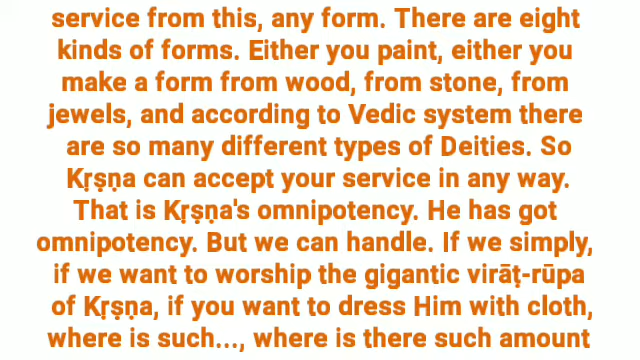 service from this, any form. There are eight
kinds of forms. Either you paint, either you
make a form from wood, from stone, from
jewels, and according to Vedic system there
are so many different types of Deities. So
Kṛṣṇa can accept your service in any way.
That is Kṛṣṇa's omnipotency. He has got
omnipotency. But we can handle. If we simply,
if we want to worship the gigantic virāṭ-rūpa
of Kṛṣṇa, if you want to dress Him with cloth,
where is such..., where is there such amount